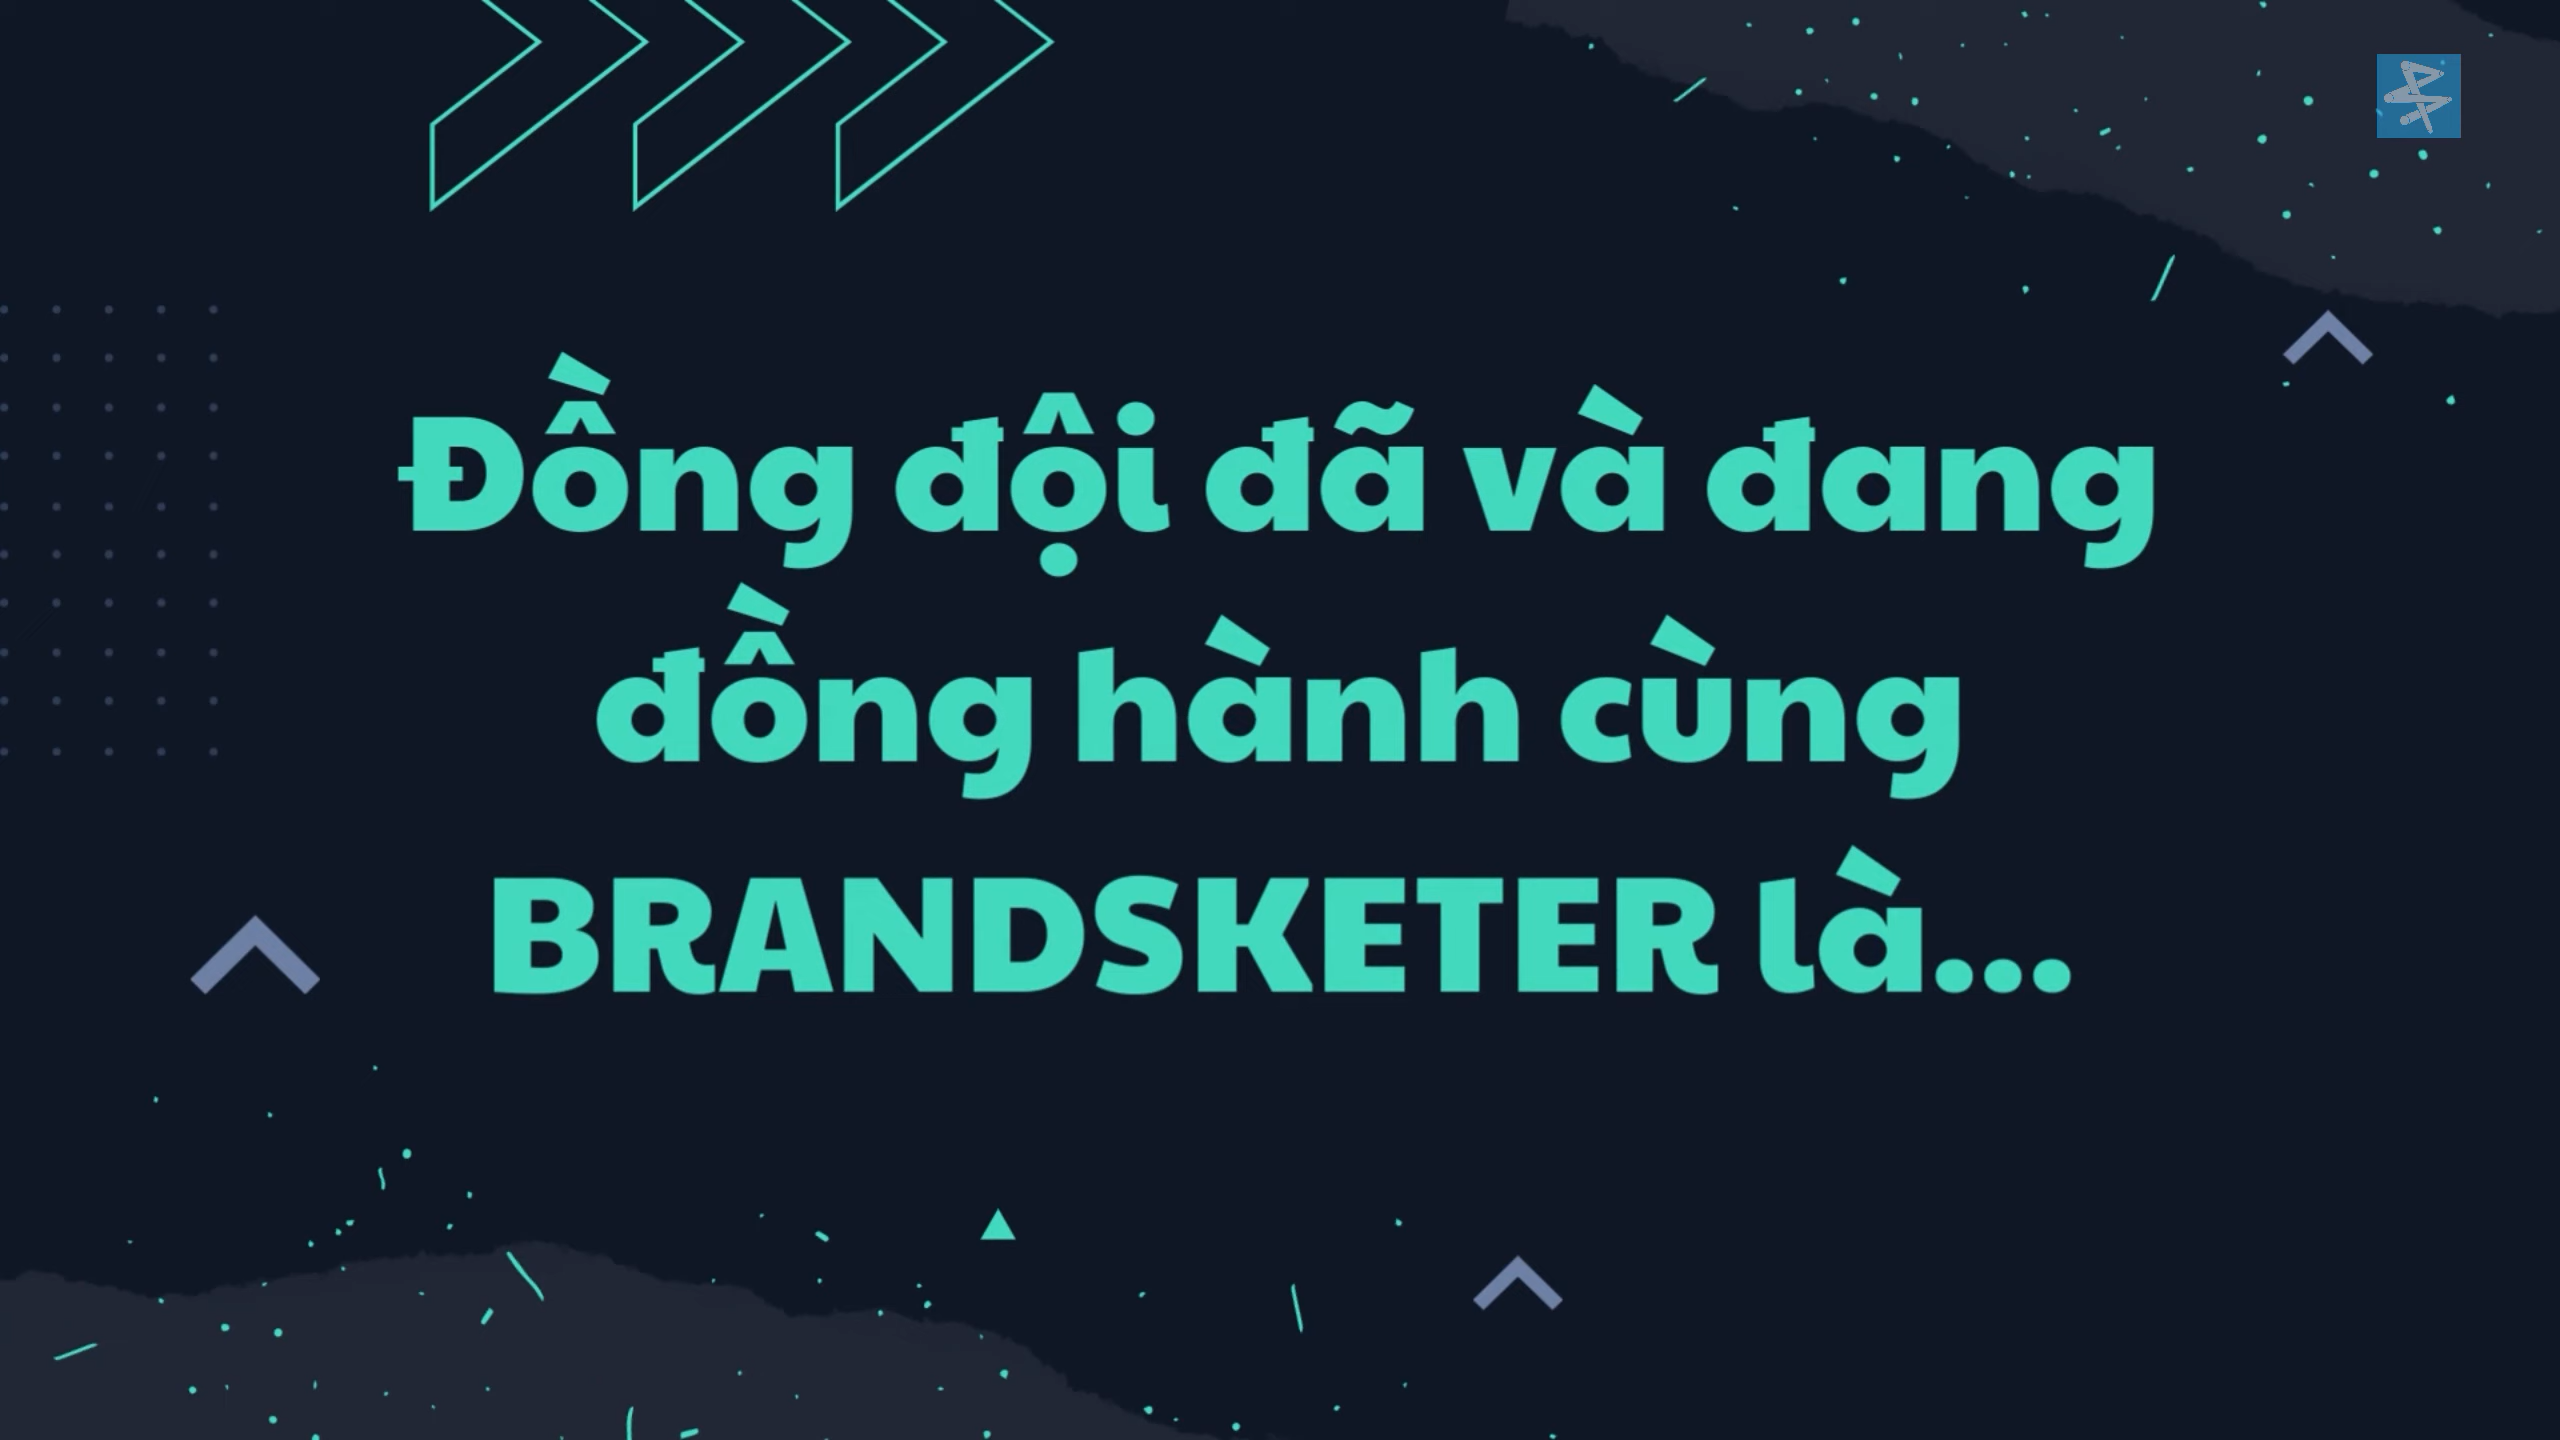 Đồng đội đã và đang
đồng hành cùng
BRANDSKETER là...